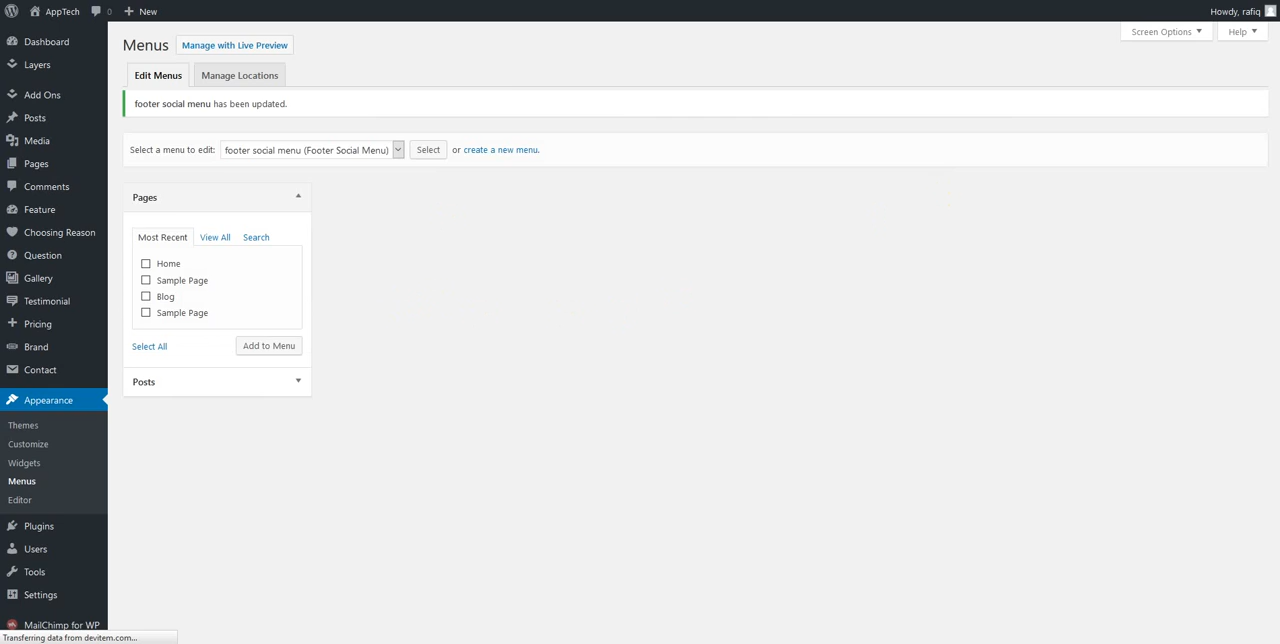 AppTech 0 New Howdy, rafiq
Dashboard
Layers
Add Ons
Posts
Media
Pages
Comments
Feature
Choosing Reason
Question
Gallery
Testimonial
Pricing
Brand
Contact
Appearance
Themes
Customize
Widgets
Menus
Editor
Plugins
Users
Tools
Settings
MailChimp for WP
Transferring data from devitem.com...
Screen Options Help
Menus Manage with Live Preview
Edit Menus Manage Locations
footer social menu has been updated.
Select a menu to edit: footer social menu (Footer Social Menu) Select or create a new menu.
Pages
Most Recent View All Search
Home
Sample Page
Blog
Sample Page
Select All Add to Menu
Posts